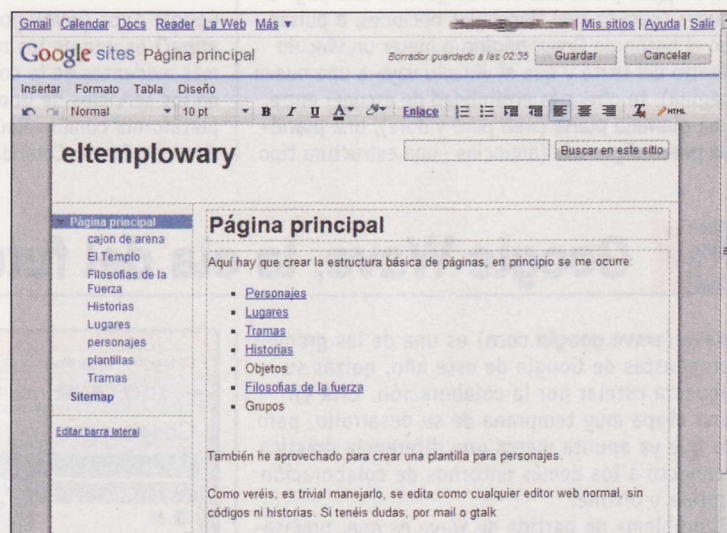 Gmail Calendar Docs Reader La Web Más ▾ | Mis sitios | Ayuda | Salir
Google sites Página principal Borrador guardado a las 02:35 Guardar Cancelar
Insertar Formato Tabla Diseño
Normal 10 pt B I U A Enlace HTML
eltemplowary Buscar en este sitio
Página principal
cajon de arena
El Templo
Filosofias de la
Fuerza
Historias
Lugares
personajes
plantillas
Tramas
Sitemap
Editar barra lateral
Página principal
Aquí hay que crear la estructura básica de páginas, en principio se me ocurre:
Personajes
Lugares
Tramas
Historias
Objetos
Filosofias de la fuerza
Grupos
También he aprovechado para crear una plantilla para personajes.
Como veréis, es trivial manejarlo, se edita como cualquier editor web normal, sin
códigos ni historias. Si tenéis dudas, por mail o gtalk